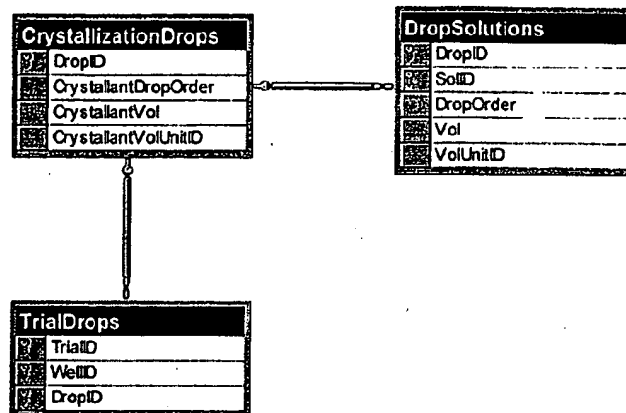 CrystallizationDrops
DropID
CrystallantDropOrder
CrystallantVol
CrystallantVolUnitID
DropSolutions
DropID
SolID
DropOrder
Vol
VolUnitID
TrialDrops
TrialID
WellID
DropID